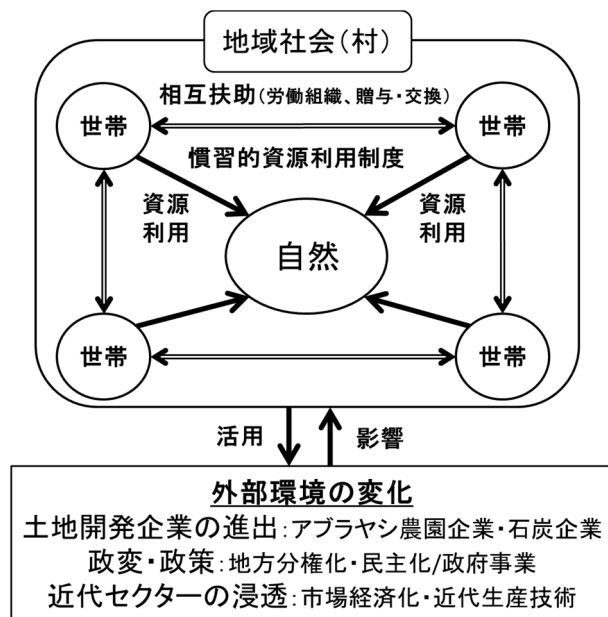 地域社会(村)
相互扶助(労働組織、贈与・交換)
世帯
世帯
慣習的資源利用制度
資源
利用
資源
利用
自然
世帯
世帯
活用
影響
外部環境の変化
土地開発企業の進出:アブラヤシ農園企業・石炭企業
政変・政策:地方分権化・民主化/政府事業
近代セクターの浸透:市場経済化・近代生産技術